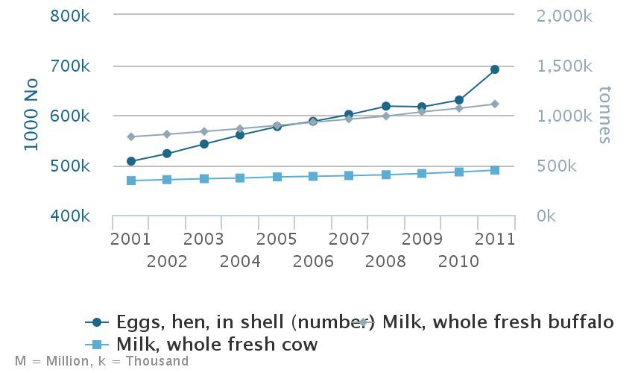 800k
2,000k
700k
1,500k
600k
1,000k
500k
500k
400k
0k
1000 No
tonnes
2001 2003 2005 2007 2009 2011
2002 2004 2006 2008 2010
Eggs, hen, in shell (number) Milk, whole fresh buffalo
Milk, whole fresh cow
M = Million, k = Thousand